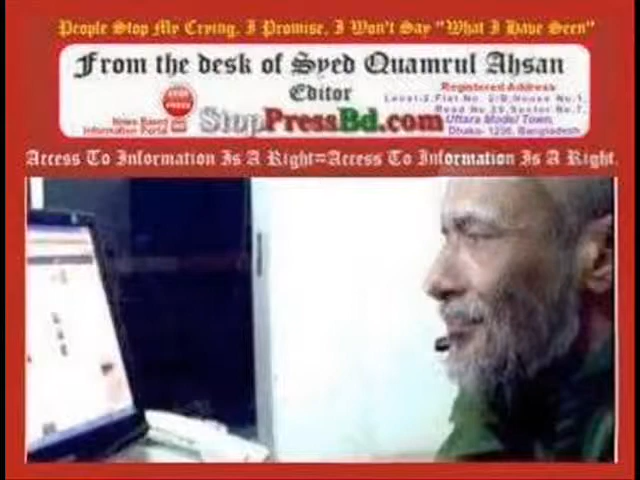 People Stop My Crying. I Promise, I Won't Say "What I Have Seen"
From the desk of Syed Quamrul Ahsan
Editor
Registered Address
Level-2, Flat No. 2/B, House No.1,
Road No.29, Sector No.7,
Uttara Model Town,
Dhaka- 1230, Bangladesh
STOP
PRESS
News Based
Information Portal
StopPressBd.com
Access To Information Is A Right=Access To Information Is A Right.